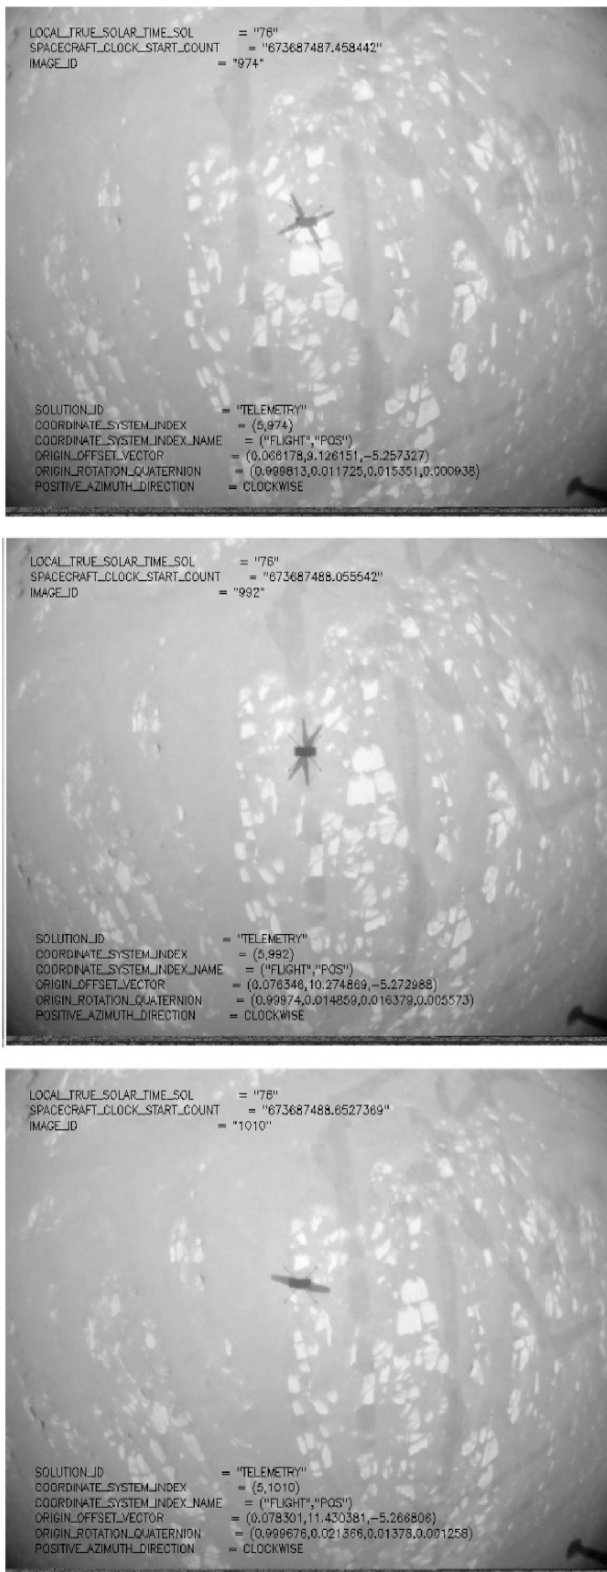 LOCAL_TRUE_SOLAR_TIME_SOL = "76"
SPACECRAFT_CLOCK_START_COUNT = "673687487.458442"
IMAGE_ID = "974"
SOLUTION_ID = "TELEMETRY"
COORDINATE_SYSTEM_INDEX = (5,974)
COORDINATE_SYSTEM_INDEX_NAME = ("FLIGHT","POS")
ORIGIN_OFFSET_VECTOR = (0.066178,9.126151,-5.257327)
ORIGIN_ROTATION_QUATERNION = (0.999813,0.011725,0.015351,0.000938)
POSITIVE_AZIMUTH_DIRECTION = CLOCKWISE
LOCAL_TRUE_SOLAR_TIME_SOL = "76"
SPACECRAFT_CLOCK_START_COUNT = "673687488.055542"
IMAGE_ID = "992"
SOLUTION_ID = "TELEMETRY"
COORDINATE_SYSTEM_INDEX = (5,992)
COORDINATE_SYSTEM_INDEX_NAME = ("FLIGHT","POS")
ORIGIN_OFFSET_VECTOR = (0.076346,10.274869,-5.272988)
ORIGIN_ROTATION_QUATERNION = (0.99974,0.014859,0.016379,0.005573)
POSITIVE_AZIMUTH_DIRECTION = CLOCKWISE
LOCAL_TRUE_SOLAR_TIME_SOL = "76"
SPACECRAFT_CLOCK_START_COUNT = "673687488.6527369"
IMAGE_ID = "1010"
SOLUTION_ID = "TELEMETRY"
COORDINATE_SYSTEM_INDEX = (5,1010)
COORDINATE_SYSTEM_INDEX_NAME = ("FLIGHT","POS")
ORIGIN_OFFSET_VECTOR = (0.078301,11.430381,-5.266806)
ORIGIN_ROTATION_QUATERNION = (0.999676,0.021366,0.01378,0.001258)
POSITIVE_AZIMUTH_DIRECTION = CLOCKWISE